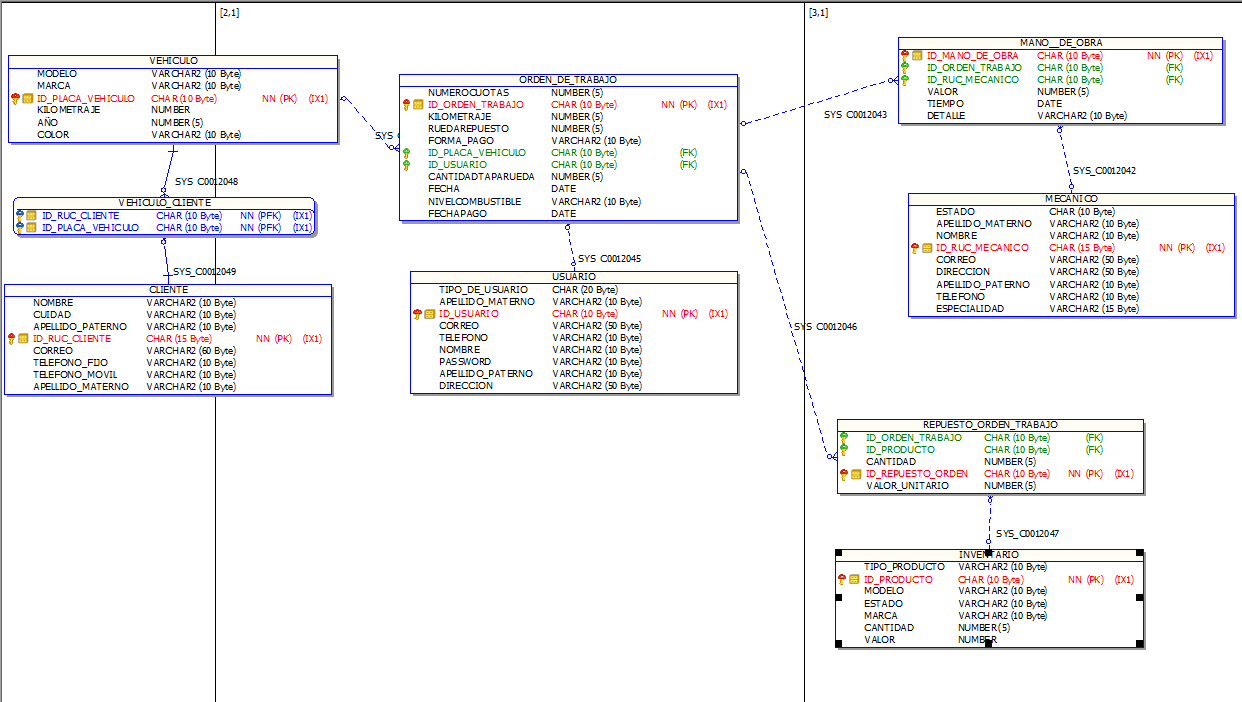 [2,1]
[3,1]
VEHICULO
MODELO VARCHAR2 (10 Byte)
MARCA VARCHAR2 (10 Byte)
ID_PLACA_VEHICULO CHAR (10 Byte) NN (PK) (IX1)
KILOMETRAJE NUMBER
AÑO NUMBER (5)
COLOR VARCHAR2 (10 Byte)
SYS_C0012048
VEHICULO_CLIENTE
ID_RUC_CLIENTE CHAR (10 Byte) NN (PFK) (IX1)
ID_PLACA_VEHICULO CHAR (10 Byte) NN (PFK) (IX1)
SYS_C0012049
CLIENTE
NOMBRE VARCHAR2 (10 Byte)
CUIDAD VARCHAR2 (10 Byte)
APELLIDO_PATERNO VARCHAR2 (10 Byte)
ID_RUC_CLIENTE CHAR (15 Byte) NN (PK) (IX1)
CORREO VARCHAR2 (60 Byte)
TELEFONO_FIJO VARCHAR2 (10 Byte)
TELEFONO_MOVIL VARCHAR2 (10 Byte)
APELLIDO_MATERNO VARCHAR2 (10 Byte)
SYS_C
ORDEN_DE_TRABAJO
NUMEROCUOTAS NUMBER (5)
ID_ORDEN_TRABAJO CHAR (10 Byte) NN (PK) (IX1)
KILOMETRAJE NUMBER (5)
RUEDAREPUESTO NUMBER (5)
FORMA_PAGO VARCHAR2 (10 Byte)
ID_PLACA_VEHICULO CHAR (10 Byte) (FK)
ID_USUARIO CHAR (10 Byte) (FK)
CANTIDADTAPARUEDA NUMBER (5)
FECHA DATE
NIVELCOMBUSTIBLE VARCHAR2 (10 Byte)
FECHAPAGO DATE
SYS_C0012045
USUARIO
TIPO_DE_USUARIO CHAR (20 Byte)
APELLIDO_MATERNO VARCHAR2 (10 Byte)
ID_USUARIO CHAR (10 Byte) NN (PK) (IX1)
CORREO VARCHAR2 (50 Byte)
TELEFONO VARCHAR2 (10 Byte)
NOMBRE VARCHAR2 (10 Byte)
PASSWORD VARCHAR2 (10 Byte)
APELLIDO_PATERNO VARCHAR2 (10 Byte)
DIRECCION VARCHAR2 (50 Byte)
SYS_C0012043
MANO__DE_OBRA
ID_MANO_DE_OBRA CHAR (10 Byte) NN (PK) (IX1)
ID_ORDEN_TRABAJO CHAR (10 Byte) (FK)
ID_RUC_MECANICO CHAR (10 Byte) (FK)
VALOR NUMBER (5)
TIEMPO DATE
DETALLE VARCHAR2 (10 Byte)
SYS_C0012042
MECANICO
ESTADO CHAR (10 Byte)
APELLIDO_MATERNO VARCHAR2 (10 Byte)
NOMBRE VARCHAR2 (10 Byte)
ID_RUC_MECANICO CHAR (15 Byte) NN (PK) (IX1)
CORREO VARCHAR2 (50 Byte)
DIRECCION VARCHAR2 (50 Byte)
APELLIDO_PATERNO VARCHAR2 (10 Byte)
TELEFONO VARCHAR2 (10 Byte)
ESPECIALIDAD VARCHAR2 (15 Byte)
SYS_C0012046
REPUESTO_ORDEN_TRABAJO
ID_ORDEN_TRABAJO CHAR (10 Byte) (FK)
ID_PRODUCTO CHAR (10 Byte) (FK)
CANTIDAD NUMBER (5)
ID_REPUESTO_ORDEN CHAR (10 Byte) NN (PK) (IX1)
VALOR_UNITARIO NUMBER (5)
SYS_C0012047
INVENTARIO
TIPO_PRODUCTO VARCHAR2 (10 Byte)
ID_PRODUCTO CHAR (10 Byte) NN (PK) (IX1)
MODELO VARCHAR2 (10 Byte)
ESTADO VARCHAR2 (10 Byte)
MARCA VARCHAR2 (10 Byte)
CANTIDAD NUMBER (5)
VALOR NUMBER